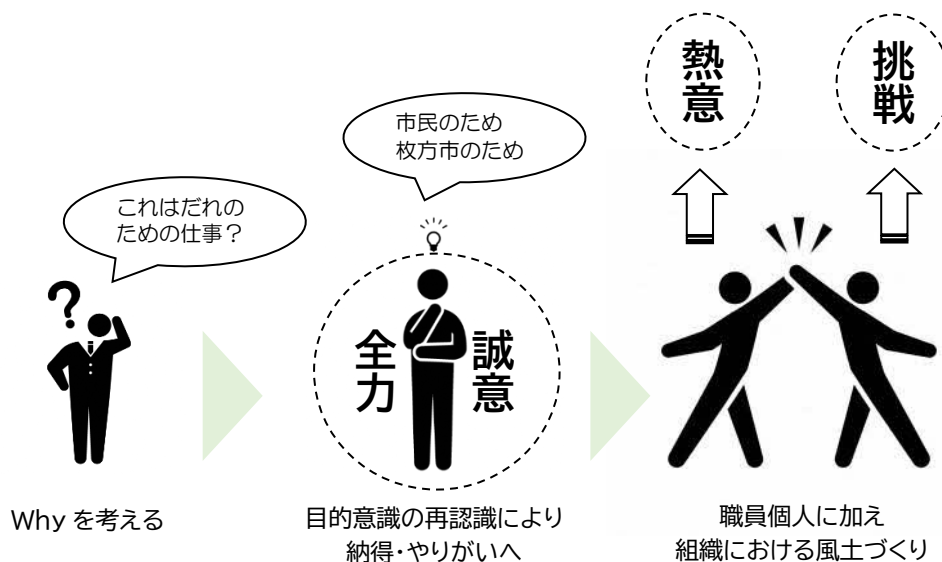 これはだれの
ための仕事？
?
Why を考える
市民のため
枚方市のため
全力
誠意
目的意識の再認識により
納得・やりがいへ
熱意
挑戦
職員個人に加え
組織における風土づくり